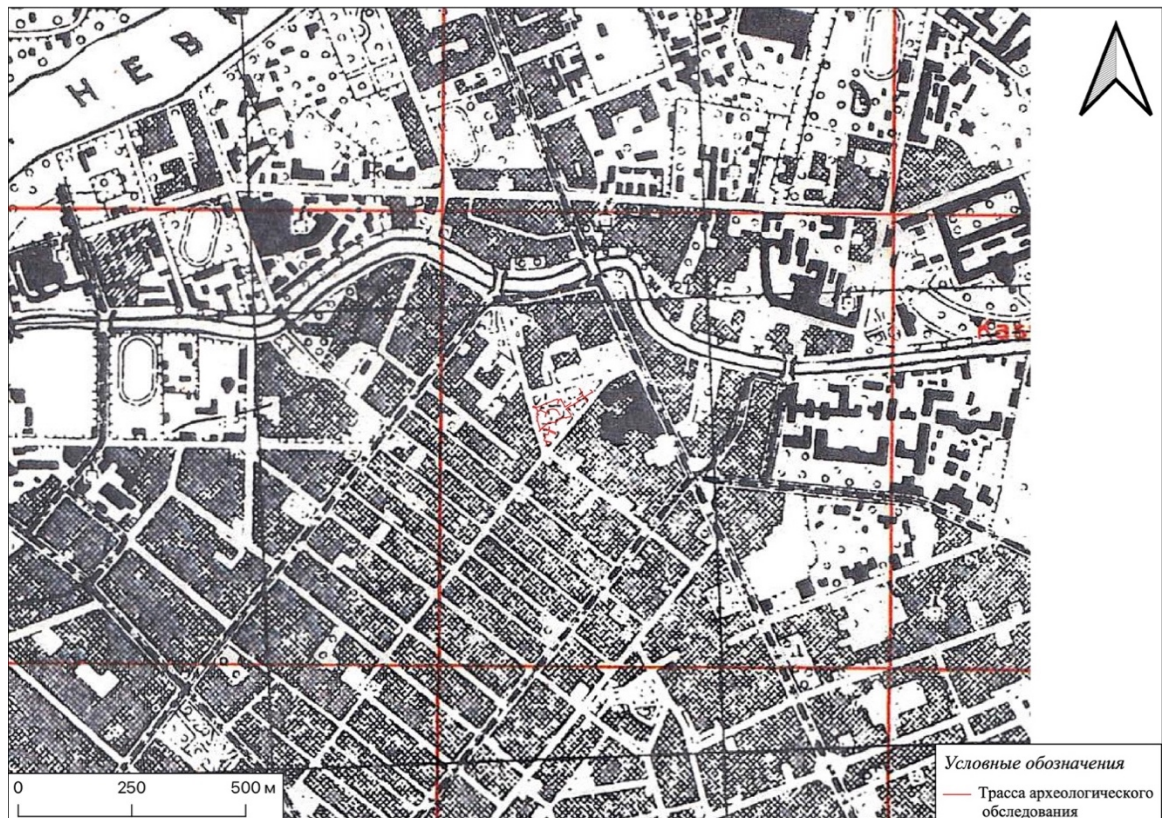 НЕВ
Каз
0 250 500 м
Условные обозначения
Трасса археологического
обследования